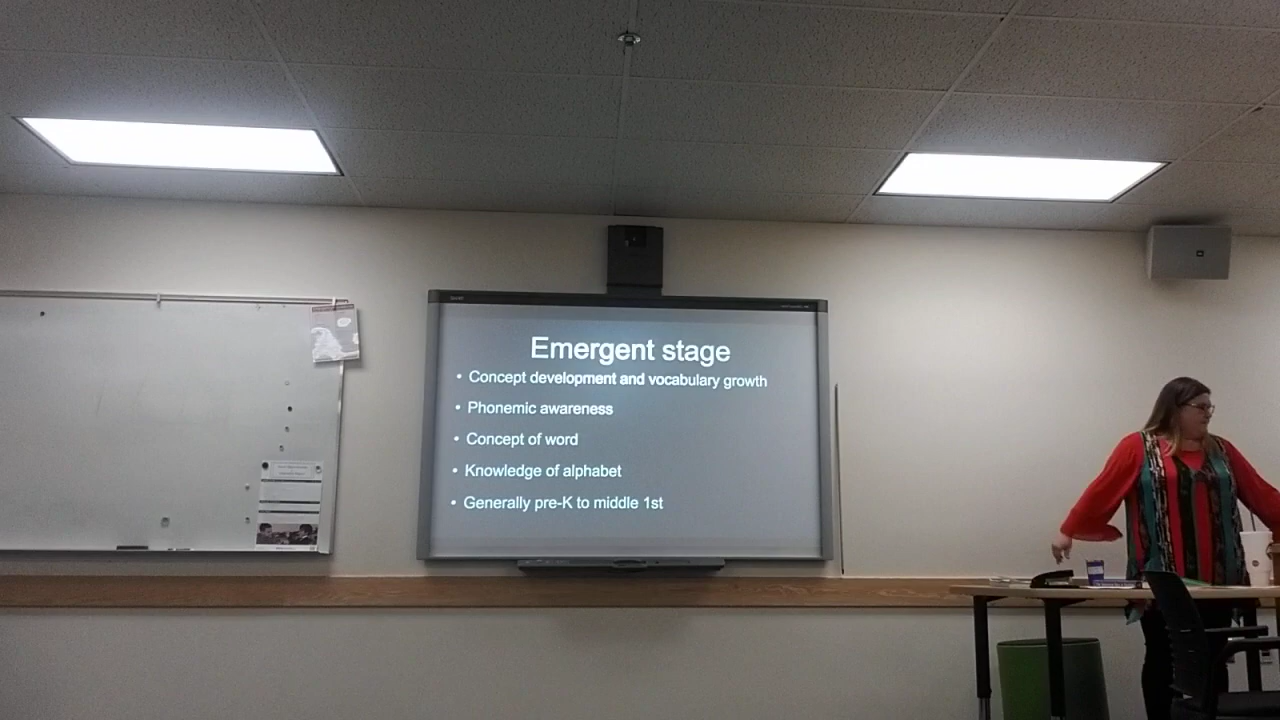 Emergent stage
• Concept development and vocabulary growth
• Phonemic awareness
• Concept of word
• Knowledge of alphabet
• Generally pre-K to middle 1st